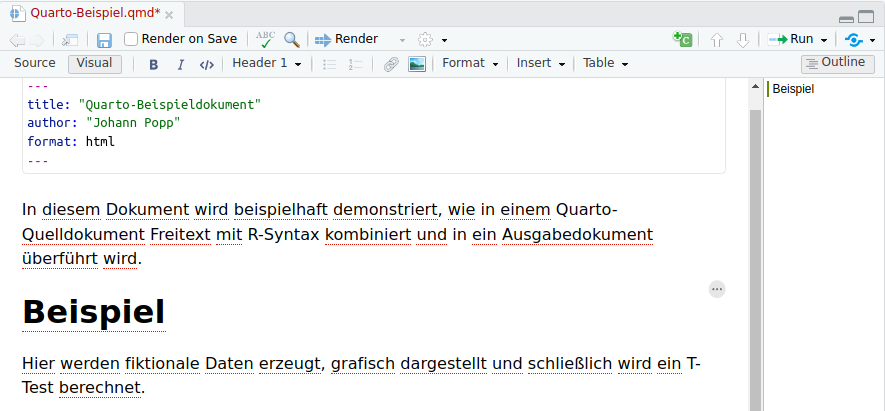 Quarto-Beispiel.qmd*
Render on Save ABC Render Run
Source Visual B I </> Header 1 Format Insert Table Outline
---
title: "Quarto-Beispieldokument"
author: "Johann Popp"
format: html
---
In diesem Dokument wird beispielhaft demonstriert, wie in einem Quarto-
Quelldokument Freitext mit R-Syntax kombiniert und in ein Ausgabedokument
überführt wird.
Beispiel
Hier werden fiktionale Daten erzeugt, grafisch dargestellt und schließlich wird ein T-
Test berechnet.
Beispiel